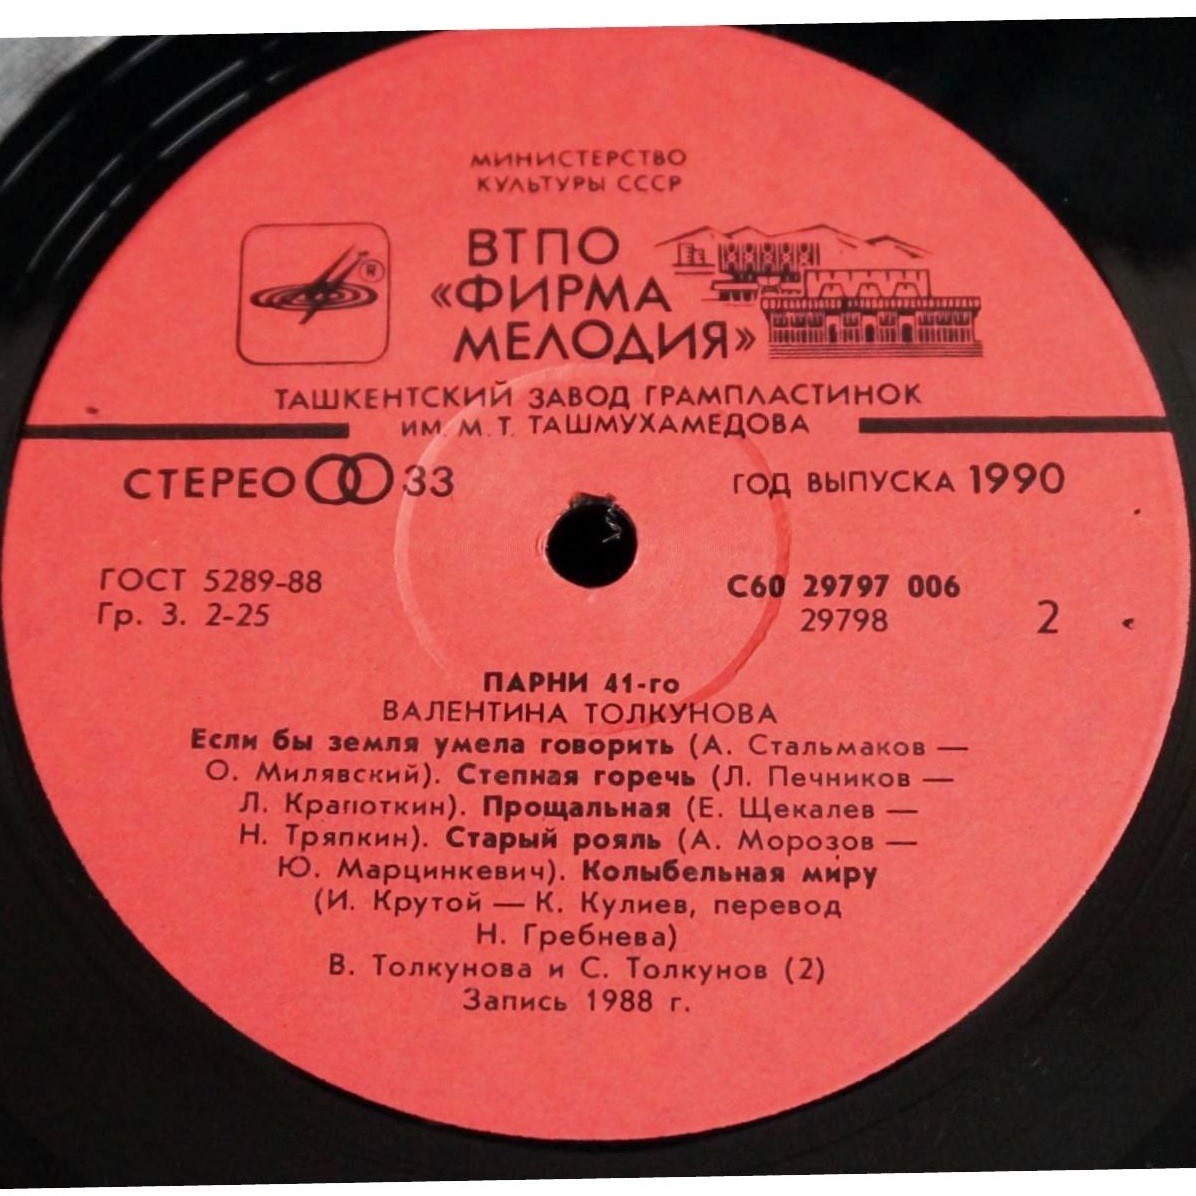 МИНИСТЕРСТВО
КУЛЬТУРЫ СССР
ВТПО
«ФИРМА
МЕЛОДИЯ»
®
ТАШКЕНТСКИЙ ЗАВОД ГРАМПЛАСТИНОК
ИМ. М. Т. ТАШМУХАМЕДОВА
СТЕРЕО 33
ГОД ВЫПУСКА 1990
ГОСТ 5289-88
Гр. 3. 2-25
С60 29797 006
29798
2
ПАРНИ 41-го
ВАЛЕНТИНА ТОЛКУНОВА
Если бы земля умела говорить (А. Стальмаков —
О. Милявский). Степная горечь (Л. Печников —
Л. Крапоткин). Прощальная (Е. Щекалев —
Н. Тряпкин). Старый рояль (А. Морозов —
Ю. Марцинкевич). Колыбельная миру
(И. Крутой — К. Кулиев, перевод
Н. Гребнева)
В. Толкунова и С. Толкунов (2)
Запись 1988 г.